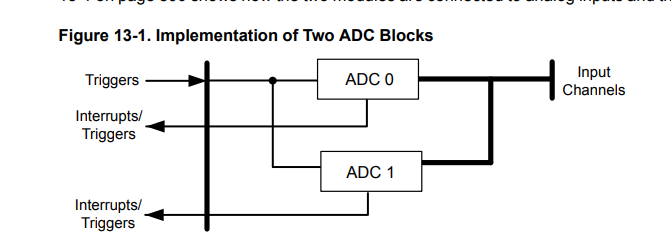 Figure 13-1. Implementation of Two ADC Blocks
Triggers
ADC 0
Input
Channels
Interrupts/
Triggers
ADC 1
Interrupts/
Triggers